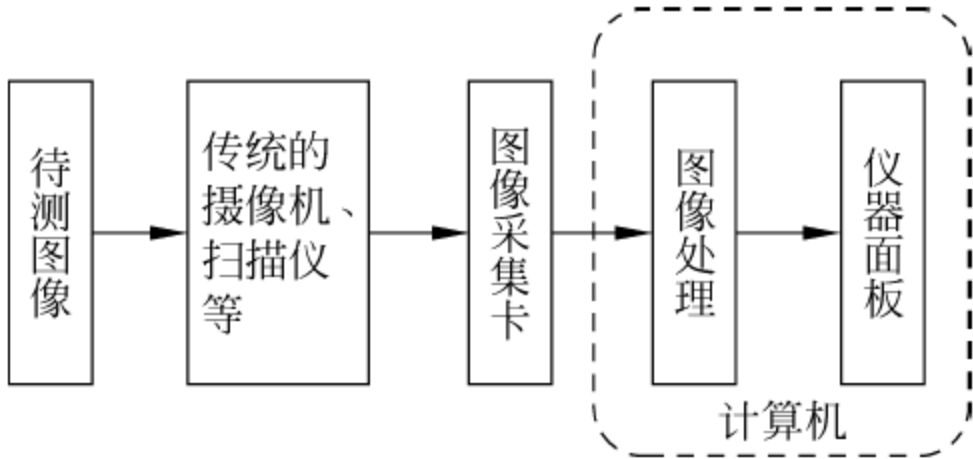 待测图像
传统的
摄像机、
扫描仪
等
图像采集卡
图像处理
仪器面板
计算机